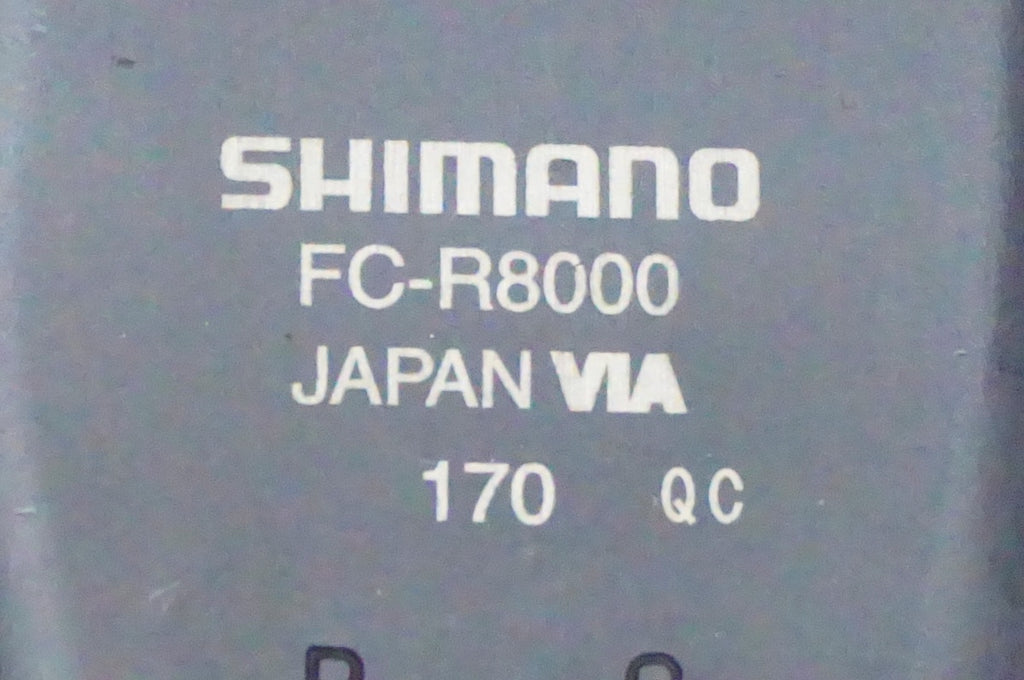 SHIMANO
FC-R8000
JAPAN VIA
170 QC